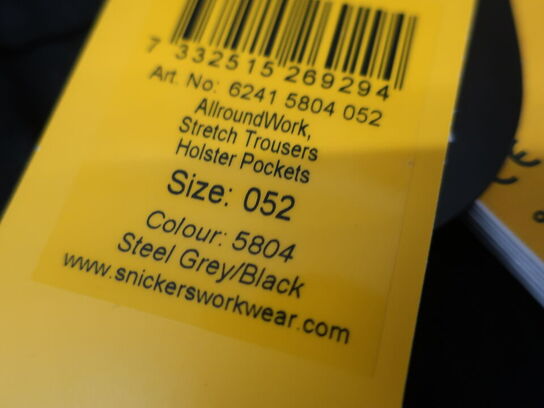 7 332515 269294
Art. No: 6241 5804 052
AllroundWork,
Stretch Trousers
Holster Pockets
Size: 052
Colour: 5804
Steel Grey/Black
www.snickersworkwear.com
CE